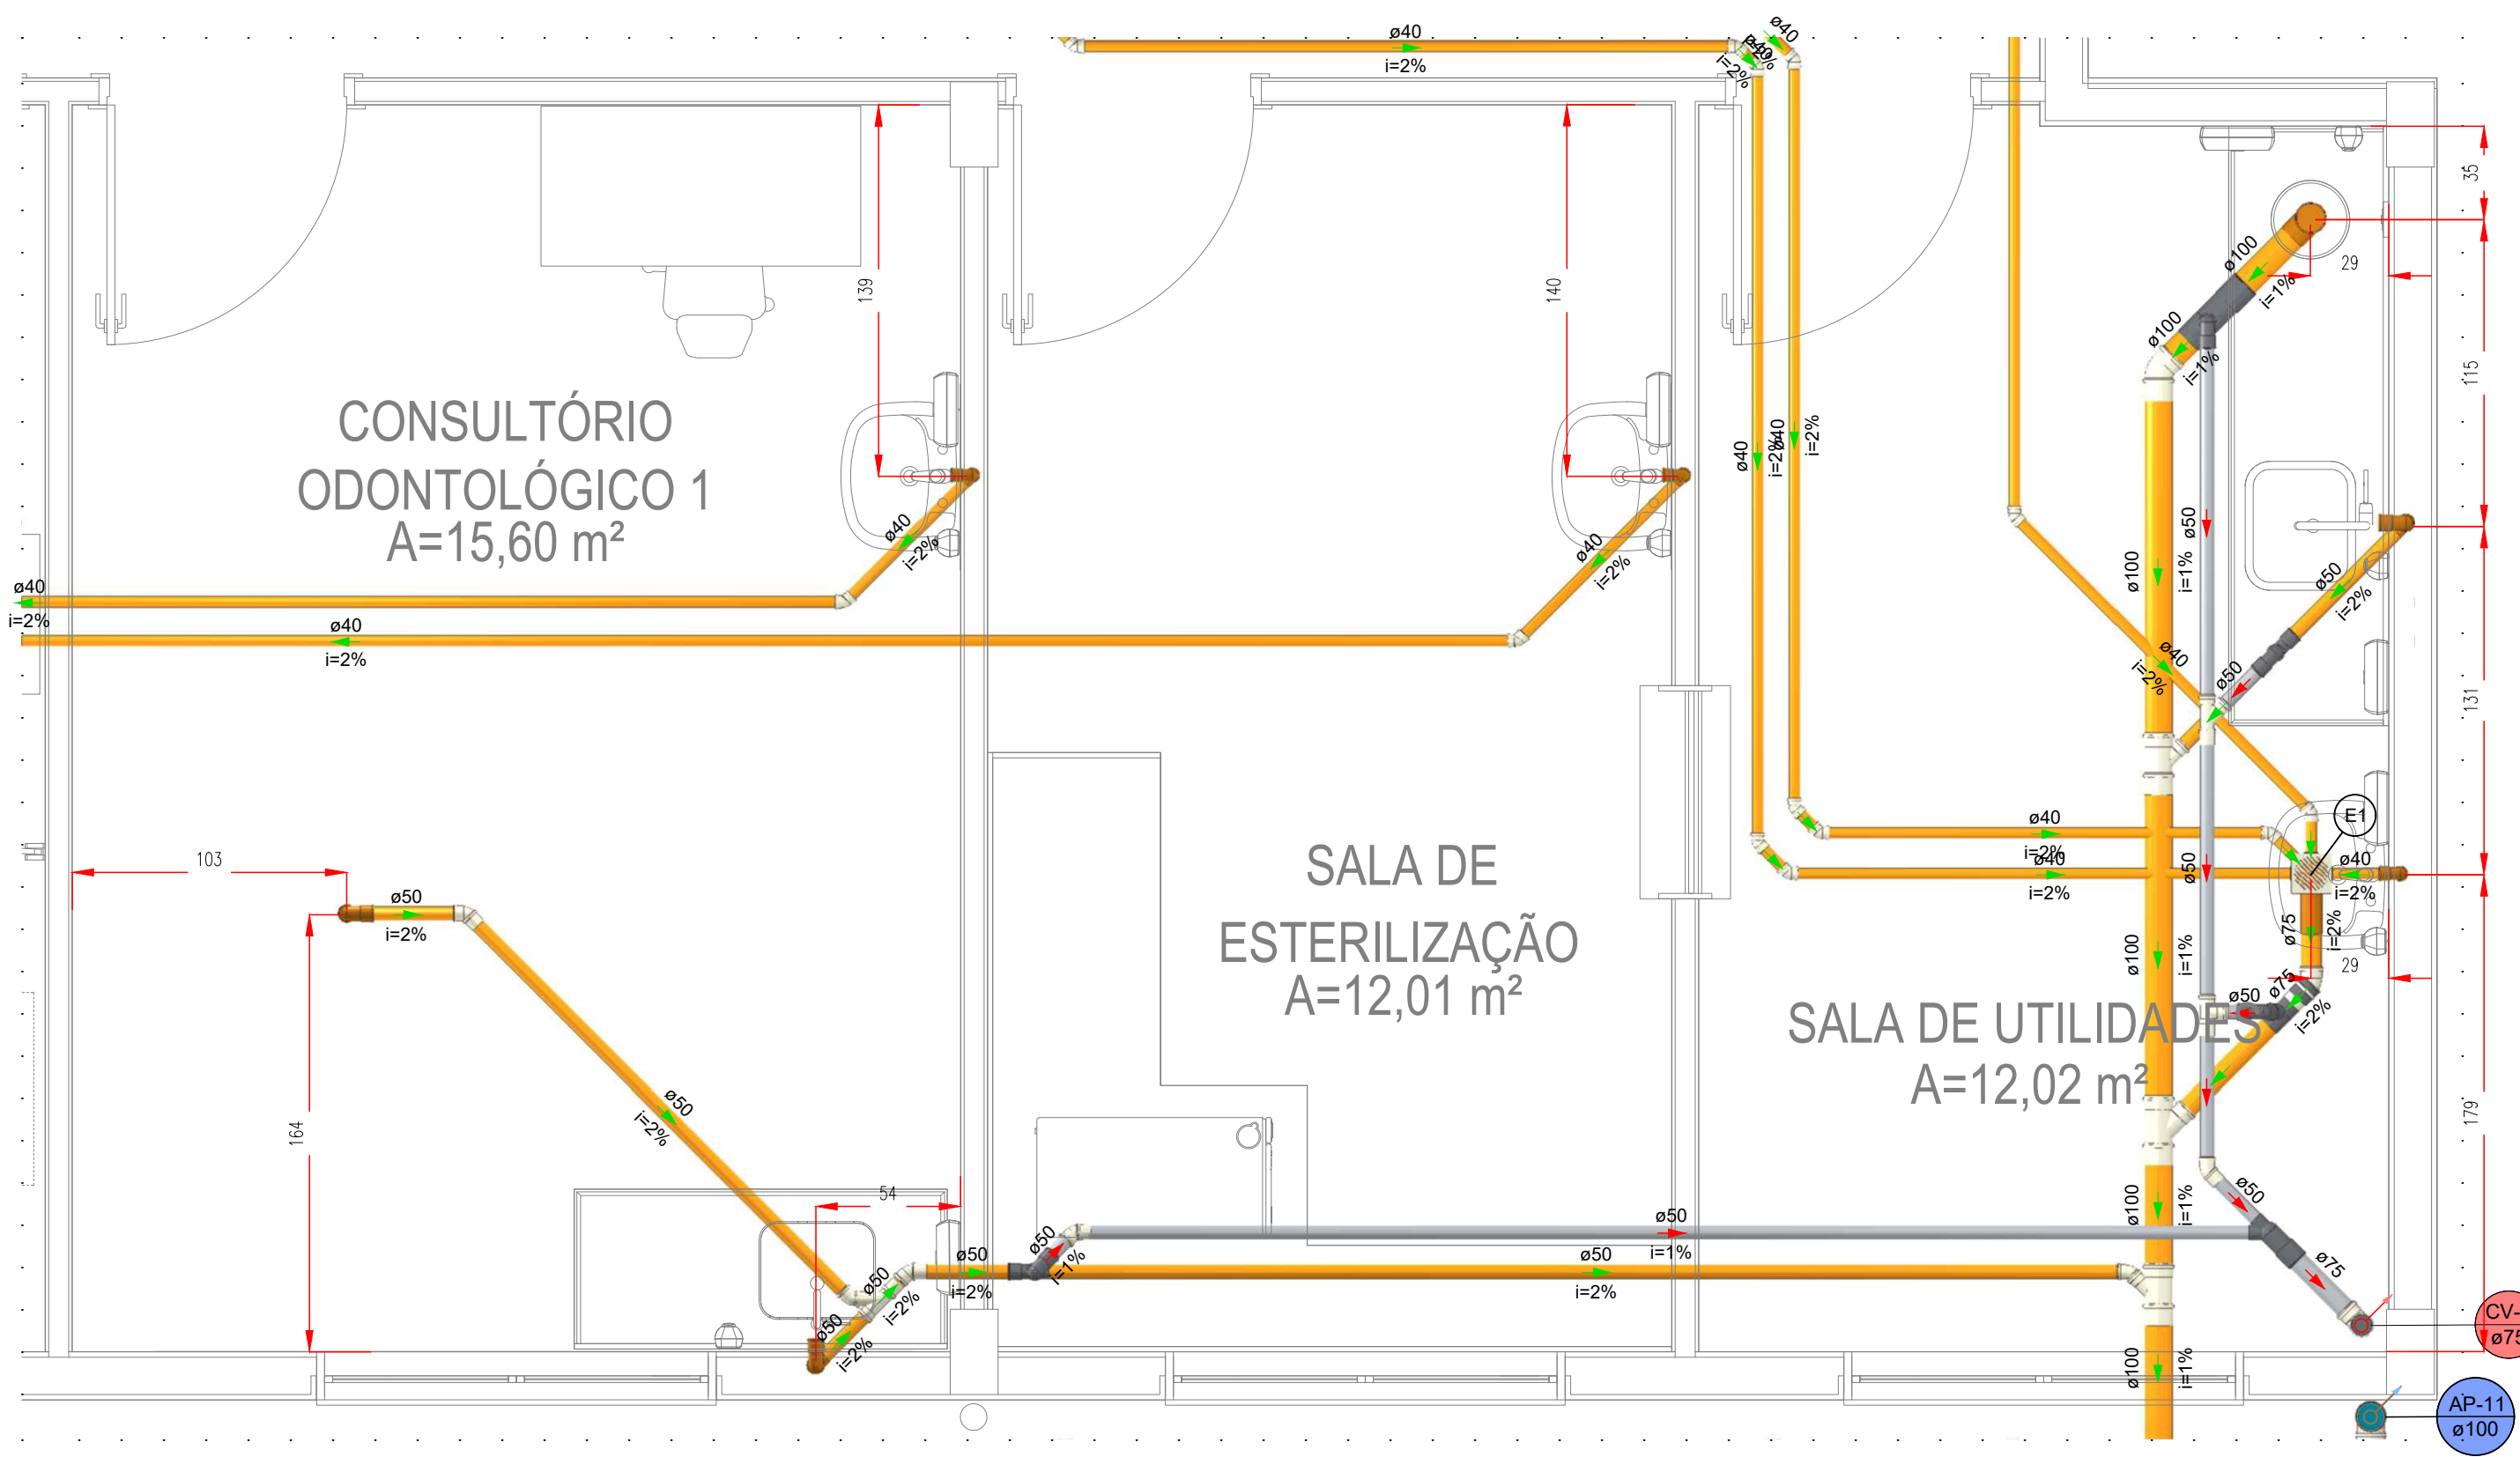 ø40
i=2%
ø40
ø40
i=2%
i=2%
35
ø100
i=1%
29
139
140
ø100
i=1%
115
CONSULTÓRIO
ODONTOLÓGICO 1
A=15,60 m²
ø40
i=2%
ø40
i=2%
ø40
i=2%
ø40
i=2%
ø50
i=1%
ø100
ø50
i=2%
ø40
i=2%
ø40
i=2%
ø40
i=2%
ø50
131
E1
ø40
i=2%
ø40
i=2%
ø40
i=2%
103
ø50
i=2%
SALA DE
ESTERILIZAÇÃO
A=12,01 m²
ø50
i=1%
ø100
ø75
i=2%
29
ø50
ø75
i=2%
SALA DE UTILIDADES
A=12,02 m²
164
ø50
i=2%
179
54
ø50
i=1%
ø50
i=2%
ø50
i=1%
ø100
i=1%
ø50
ø50
i=2%
ø50
i=2%
ø50
i=2%
ø75
ø100
i=1%
CV-
ø75
AP-11
ø100